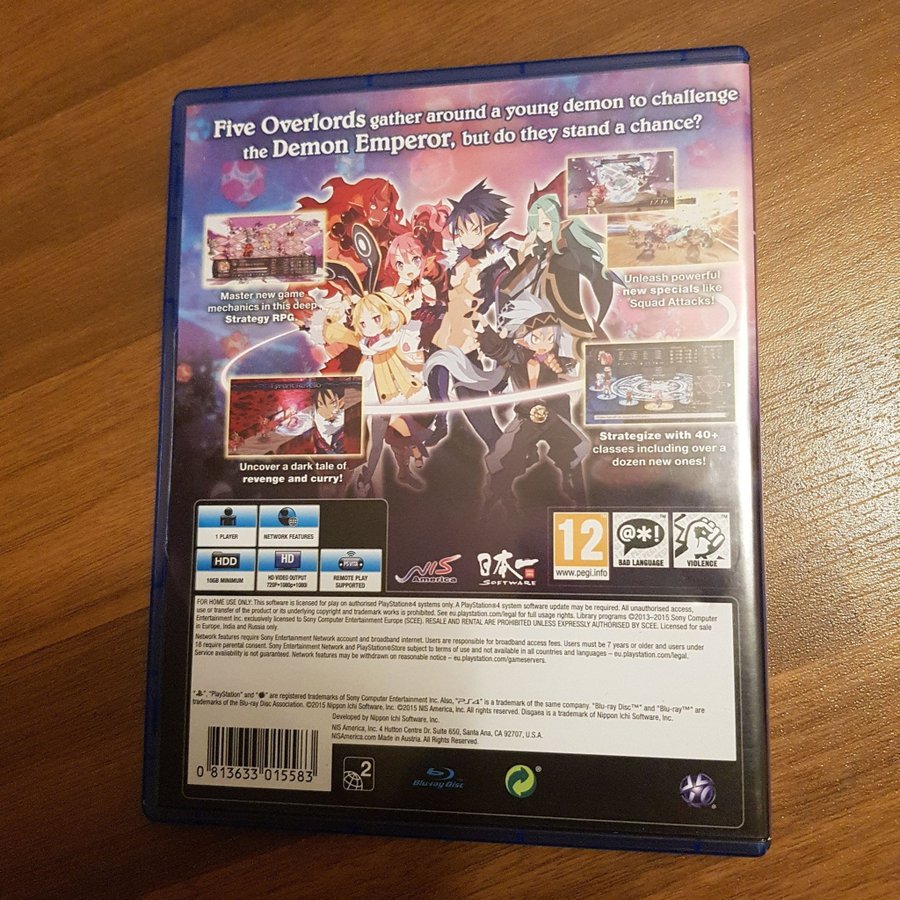 Five Overlords gather around a young demon to challenge
the Demon Emperor, but do they stand a chance?
Master new game
mechanics in this deep
Strategy RPG
Unleash powerful
new specials like
Squad Attacks!
Uncover a dark tale of
revenge and curry!
Strategize with 40+
classes including over a
dozen new ones!
1 PLAYER
NETWORK FEATURES
HDD
10GB MINIMUM
HD
HD VIDEO OUTPUT
720P•1080p•1080i
PS VITA
REMOTE PLAY
SUPPORTED
NIS
America
日本一
SOFTWARE
12
www.pegi.info
@*!
BAD LANGUAGE
VIOLENCE
FOR HOME USE ONLY: This software is licensed for play on authorised PlayStation®4 systems only. A PlayStation®4 system software update may be required. All unauthorised access,
use or transfer of the product or its underlying copyright and trademark works is prohibited. See eu.playstation.com/legal for full usage rights. Library programs ©2013–2015 Sony Computer
Entertainment Inc. exclusively licensed to Sony Computer Entertainment Europe (SCEE). RESALE AND RENTAL ARE PROHIBITED UNLESS EXPRESSLY AUTHORISED BY SCEE. Licensed for sale
in Europe, India and Russia only.
Network features require Sony Entertainment Network account and broadband internet. Users are responsible for broadband access fees. Users must be 7 years or older and users under
18 require parental consent. Sony Entertainment Network and PlayStation®Store subject to terms of use and not available in all countries and languages – eu.playstation.com/legal.
Service availability is not guaranteed. Network features may be withdrawn on reasonable notice – eu.playstation.com/gameservers.
" ", "PlayStation" and " " are registered trademarks of Sony Computer Entertainment Inc. Also, "PS4" is a trademark of the same company. "Blu-ray Disc™" and "Blu-ray™" are
trademarks of the Blu-ray Disc Association. ©2015 Nippon Ichi Software, Inc. ©2015 NIS America, Inc. All rights reserved. Disgaea is a trademark of Nippon Ichi Software, Inc.
Developed by Nippon Ichi Software, Inc.
NIS America, Inc. 4 Hutton Centre Dr. Suite 650, Santa Ana, CA 92707, U.S.A.
NISAmerica.com Made in Austria. All Rights Reserved.
0 813633 015583
2
Blu-ray Disc